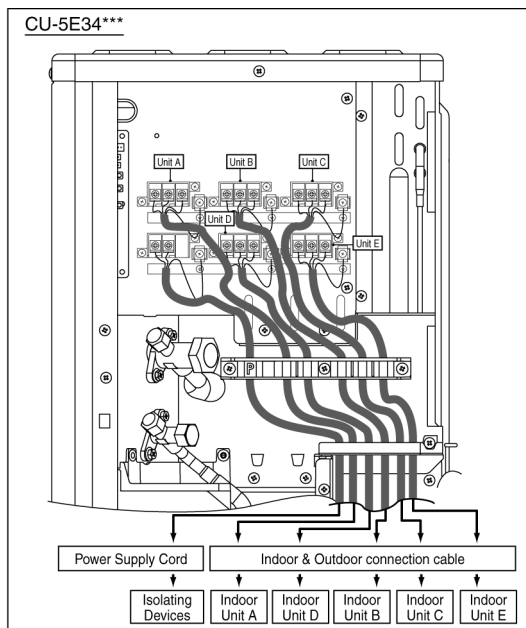 CU-5E34***
Unit A
Unit B
Unit C
Unit D
Unit E
P
Power Supply Cord
Indoor & Outdoor connection cable
Isolating
Devices
Indoor
Unit A
Indoor
Unit D
Indoor
Unit B
Indoor
Unit C
Indoor
Unit E